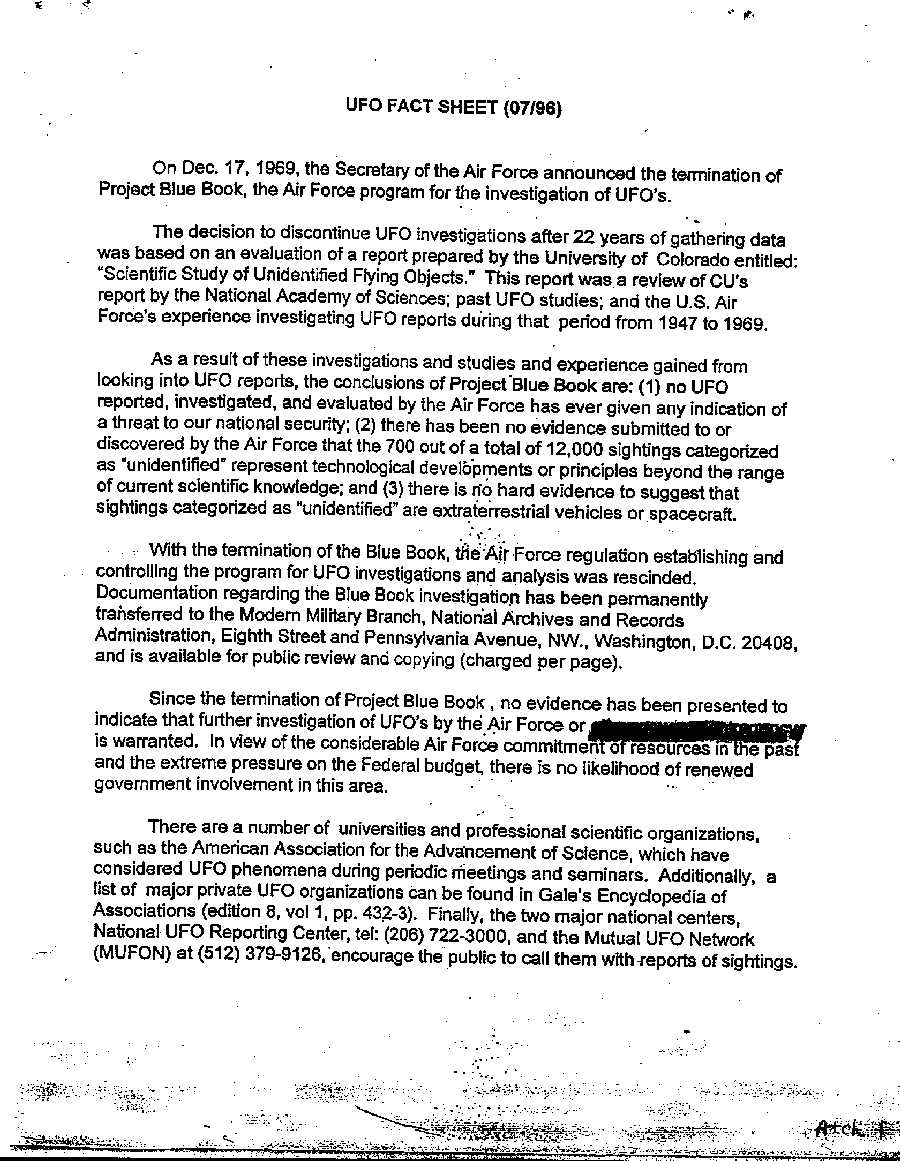 UFO FACT SHEET (07/96)
On Dec. 17, 1969, the Secretary of the Air Force announced the termination of
Project Blue Book, the Air Force program for the investigation of UFO's.
The decision to discontinue UFO investigations after 22 years of gathering data
was based on an evaluation of a report prepared by the University of Colorado entitled:
"Scientific Study of Unidentified Flying Objects." This report was a review of CU's
report by the National Academy of Sciences; past UFO studies; and the U.S. Air
Force's experience investigating UFO reports during that period from 1947 to 1969.
As a result of these investigations and studies and experience gained from
looking into UFO reports, the conclusions of Project Blue Book are: (1) no UFO
reported, investigated, and evaluated by the Air Force has ever given any indication of
a threat to our national security; (2) there has been no evidence submitted to or
discovered by the Air Force that the 700 out of a total of 12,000 sightings categorized
as "unidentified" represent technological developments or principles beyond the range
of current scientific knowledge; and (3) there is no hard evidence to suggest that
sightings categorized as "unidentified" are extraterrestrial vehicles or spacecraft.
With the termination of the Blue Book, the Air Force regulation establishing and
controlling the program for UFO investigations and analysis was rescinded.
Documentation regarding the Blue Book investigation has been permanently
transferred to the Modern Military Branch, National Archives and Records
Administration, Eighth Street and Pennsylvania Avenue, NW., Washington, D.C. 20408,
and is available for public review and copying (charged per page).
Since the termination of Project Blue Book , no evidence has been presented to
indicate that further investigation of UFO's by the Air Force or
is warranted. In view of the considerable Air Force commitment of resources in the past
and the extreme pressure on the Federal budget, there is no likelihood of renewed
government involvement in this area.
There are a number of universities and professional scientific organizations,
such as the American Association for the Advancement of Science, which have
considered UFO phenomena during periodic meetings and seminars. Additionally, a
list of major private UFO organizations can be found in Gale's Encyclopedia of
Associations (edition 8, vol 1, pp. 432-3). Finally, the two major national centers,
National UFO Reporting Center, tel: (206) 722-3000, and the Mutual UFO Network
(MUFON) at (512) 379-9126, encourage the public to call them with reports of sightings.
Atch 1